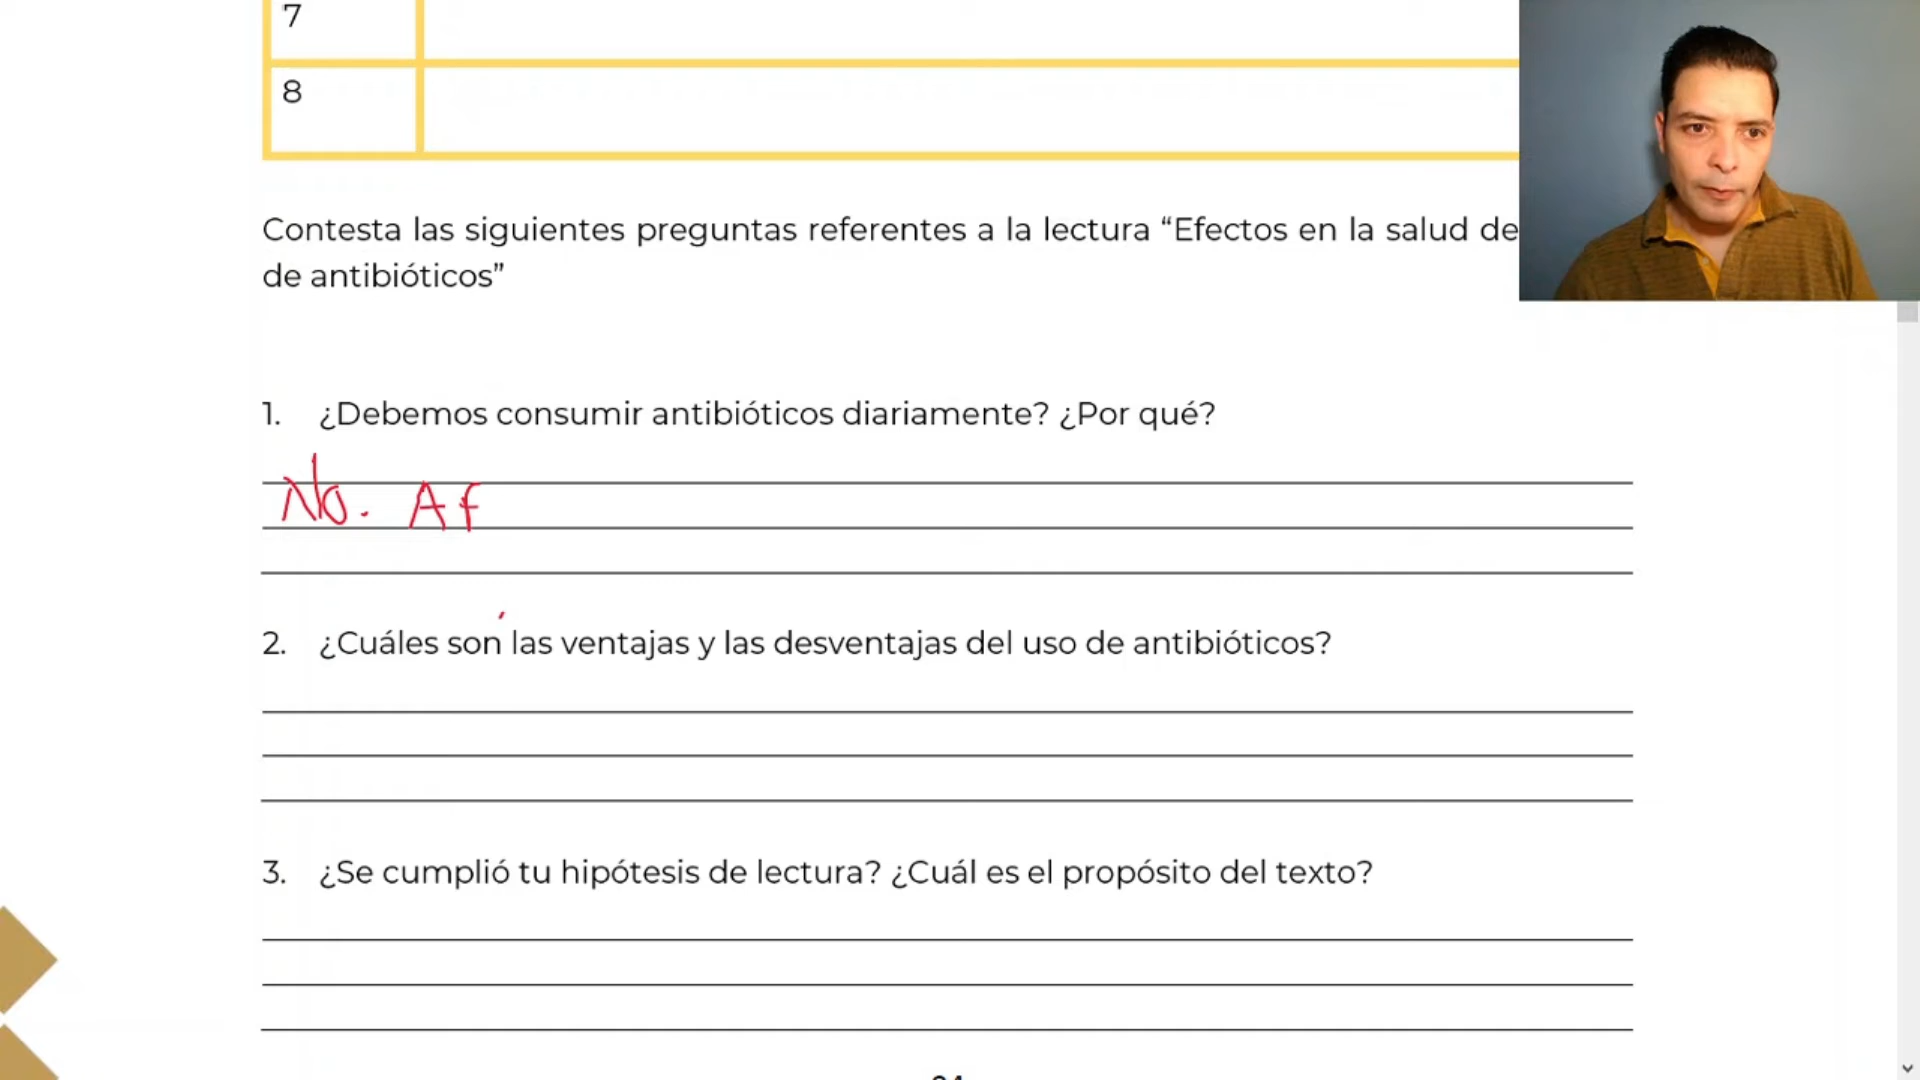 7
8
Contesta las siguientes preguntas referentes a la lectura “Efectos en la salud de
de antibióticos”
1. ¿Debemos consumir antibióticos diariamente? ¿Por qué?
No. Af
2. ¿Cuáles son las ventajas y las desventajas del uso de antibióticos?
3. ¿Se cumplió tu hipótesis de lectura? ¿Cuál es el propósito del texto?